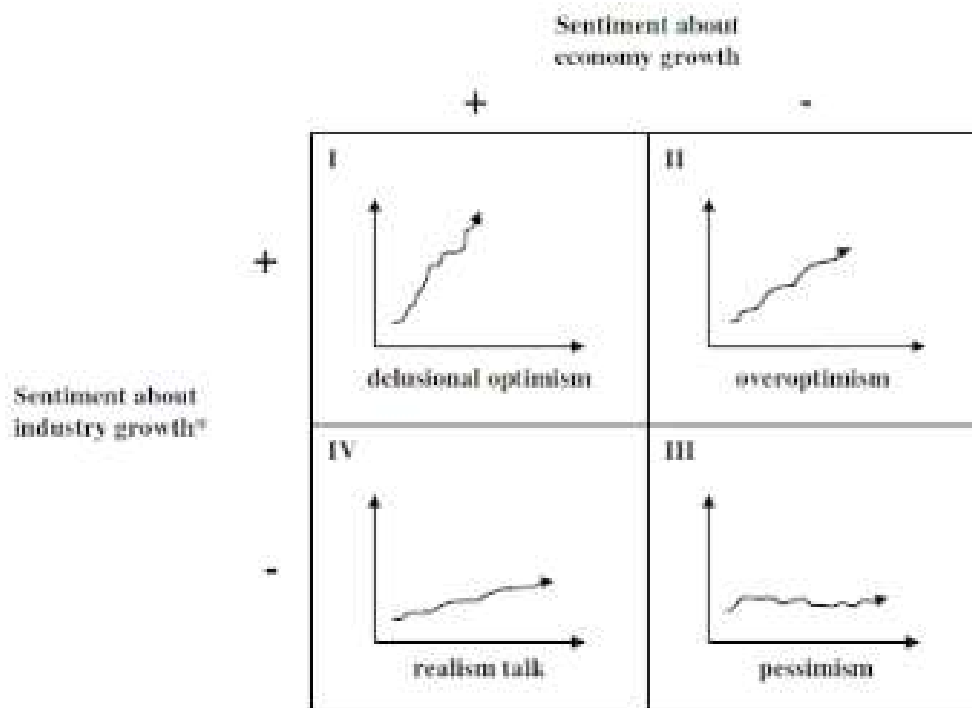 Sentiment about
economy growth
+ -
I II
+
delusional optimism overoptimism
Sentiment about
industry growth*
IV III
-
realism talk pessimism